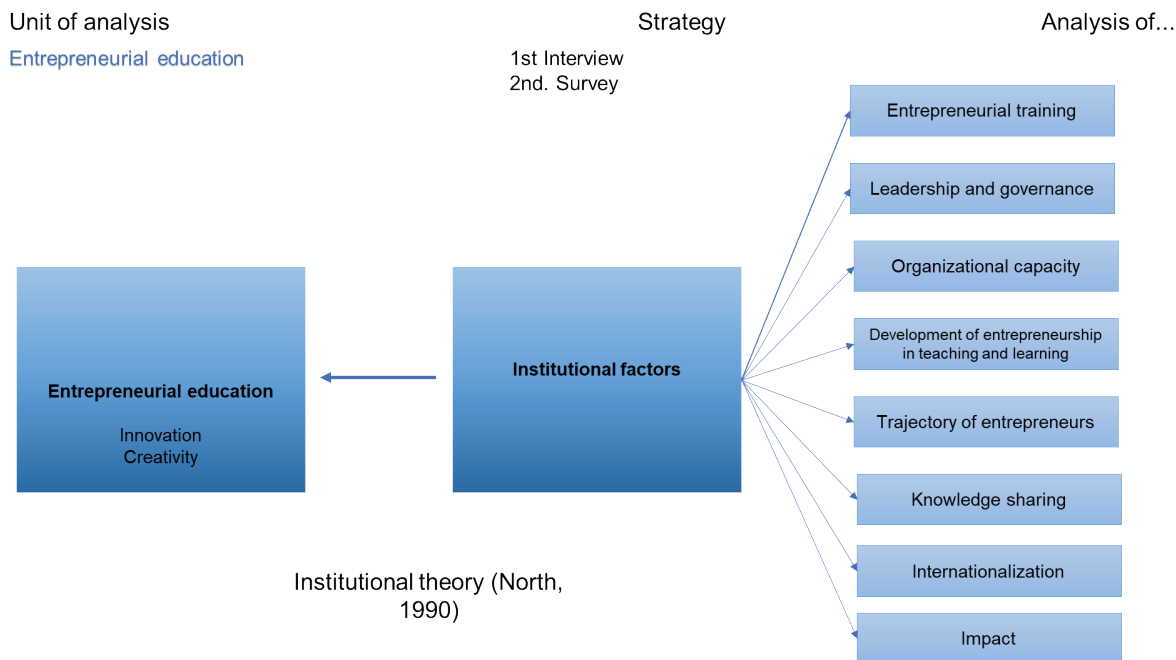 Unit of analysis
Strategy
Analysis of...
Entrepreneurial education
1st Interview
2nd. Survey
Entrepreneurial training
Leadership and governance
Organizational capacity
Development of entrepreneurship
in teaching and learning
Trajectory of entrepreneurs
Knowledge sharing
Internationalization
Impact
Institutional factors
Entrepreneurial education
Innovation
Creativity
Institutional theory (North,
1990)